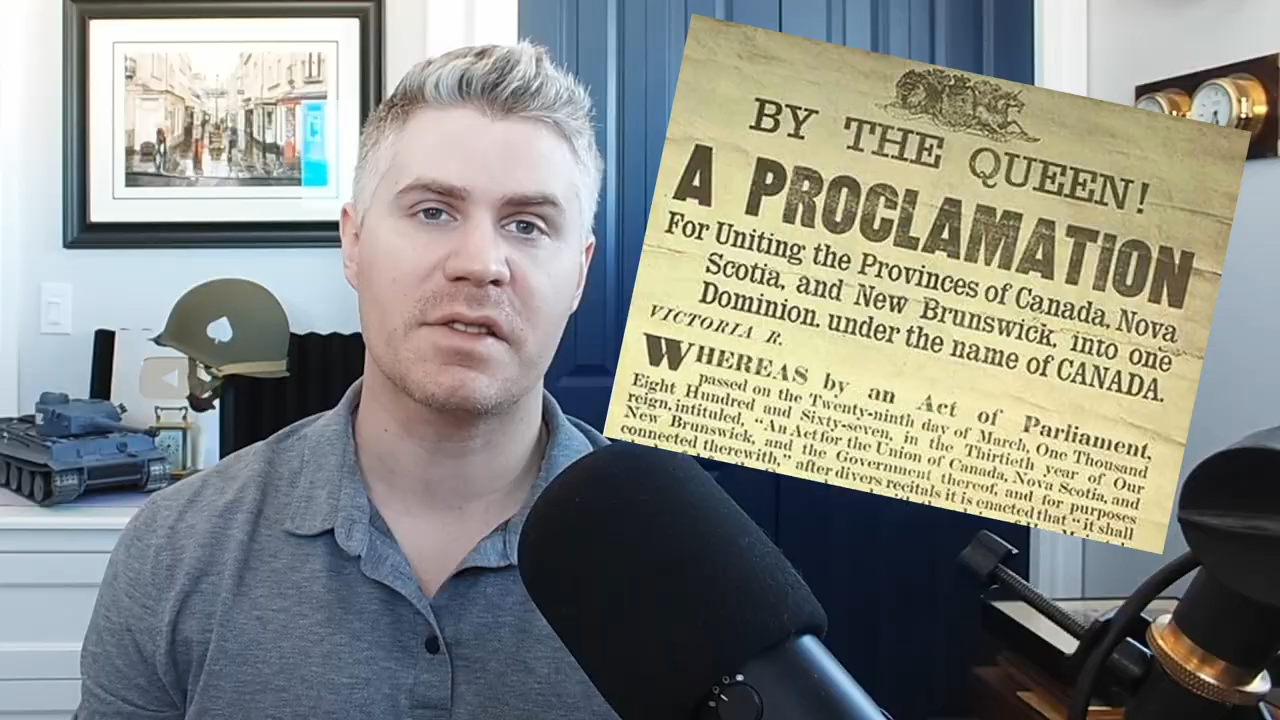 BY THE QUEEN!
A PROCLAMATION
For Uniting the Provinces of Canada, Nova
Scotia, and New Brunswick, into one
Dominion, under the name of CANADA.
VICTORIA R.
WHEREAS by an Act of Parliament,
passed on the Twenty-ninth day of March, One Thousand
Eight Hundred and Sixty-seven, in the Thirtieth year of Our
reign, intituled, "An Act for the Union of Canada, Nova Scotia, and
New Brunswick, and the Government thereof, and for purposes
connected therewith," after divers recitals it is enacted that "it shall